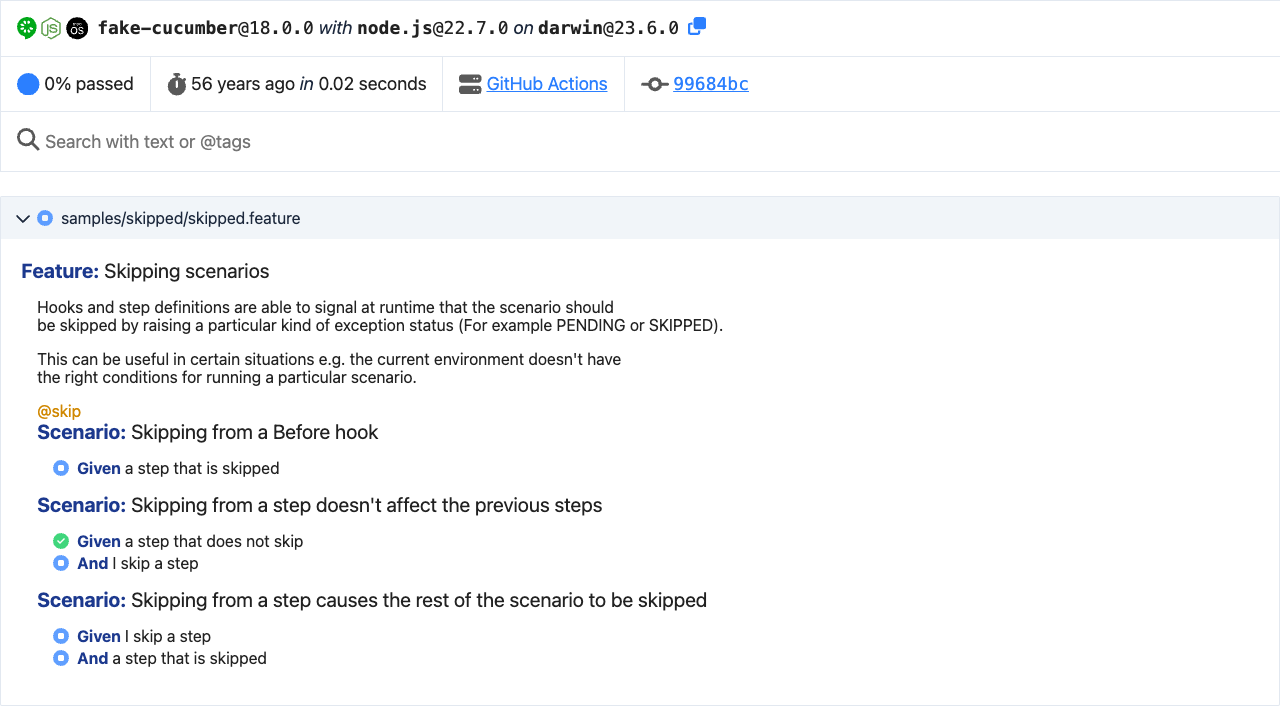 fake-cucumber@18.0.0 with node.js@22.7.0 on darwin@23.6.0
0% passed
56 years ago in 0.02 seconds
GitHub Actions
99684bc
Search with text or @tags
samples/skipped/skipped.feature
Feature: Skipping scenarios
Hooks and step definitions are able to signal at runtime that the scenario should
be skipped by raising a particular kind of exception status (For example PENDING or SKIPPED).
This can be useful in certain situations e.g. the current environment doesn't have
the right conditions for running a particular scenario.
@skip
Scenario: Skipping from a Before hook
Given a step that is skipped
Scenario: Skipping from a step doesn't affect the previous steps
Given a step that does not skip
And I skip a step
Scenario: Skipping from a step causes the rest of the scenario to be skipped
Given I skip a step
And a step that is skipped